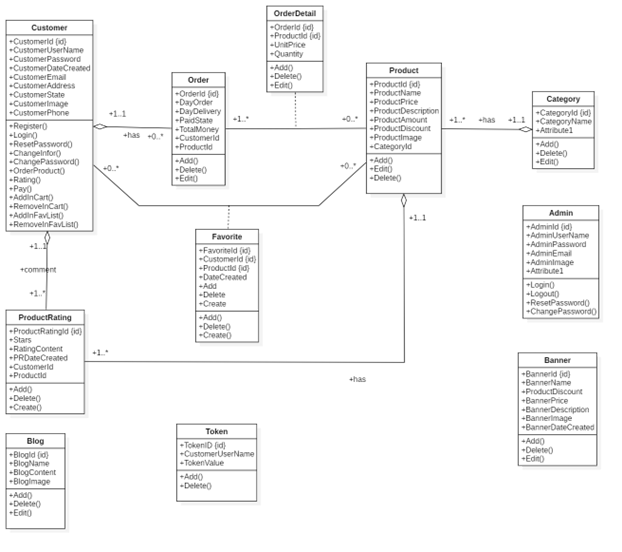 Customer
+CustomerId {id}
+CustomerUserName
+CustomerPassword
+CustomerDateCreated
+CustomerEmail
+CustomerAddress
+CustomerState
+CustomerImage
+CustomerPhone
+Register()
+Login()
+ResetPassword()
+ChangeInfor()
+ChangePassword()
+OrderProduct()
+Rating()
+Pay()
+AddInCart()
+RemoveInCart()
+AddInFavList()
+RemoveInFavList()
+1..1
+has
+0..*
+0..*
Order
+OrderId {id}
+DayOrder
+DayDelivery
+PaidState
+TotalMoney
+CustomerId
+ProductId
+Add()
+Delete()
+Edit()
OrderDetail
+OrderId {id}
+ProductId {id}
+UnitPrice
+Quantity
+Add()
+Delete()
+Edit()
+1..*
+0..*
+0..*
Product
+ProductId {id}
+ProductName
+ProductPrice
+ProductDescription
+ProductAmount
+ProductDiscount
+ProductImage
+CategoryId
+Add()
+Edit()
+Delete()
+1..*
+has
+1..1
Category
+CategoryId {id}
+CategoryName
+Attribute1
+Add()
+Delete()
+Edit()
+1..1
Favorite
+FavoriteId {id}
+CustomerId {id}
+ProductId {id}
+DateCreated
+Add
+Delete
+Create
+Add()
+Delete()
+Create()
Admin
+AdminId {id}
+AdminUserName
+AdminPassword
+AdminEmail
+AdminImage
+Attribute1
+Login()
+Logout()
+ResetPassword()
+ChangePassword()
+1..1
+comment
+1..*
ProductRating
+ProductRatingId {id}
+Stars
+RatingContent
+PRDateCreated
+CustomerId
+ProductId
+Add()
+Delete()
+Create()
+1..*
+has
Banner
+BannerId {id}
+BannerName
+ProductDiscount
+BannerPrice
+BannerDescription
+BannerImage
+BannerDateCreated
+Add()
+Delete()
+Edit()
Blog
+BlogId {id}
+BlogName
+BlogContent
+BlogImage
+Add()
+Delete()
+Edit()
Token
+TokenID {id}
+CustomerUserName
+TokenValue
+Add()
+Delete()